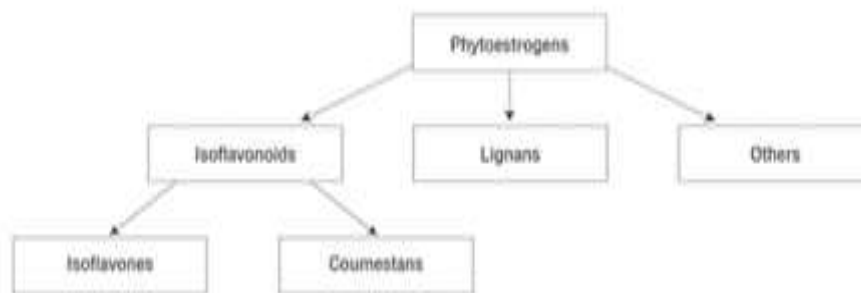 Phytoestrogens
Isoflavonoids
Lignans
Others
Isoflavones
Coumestans